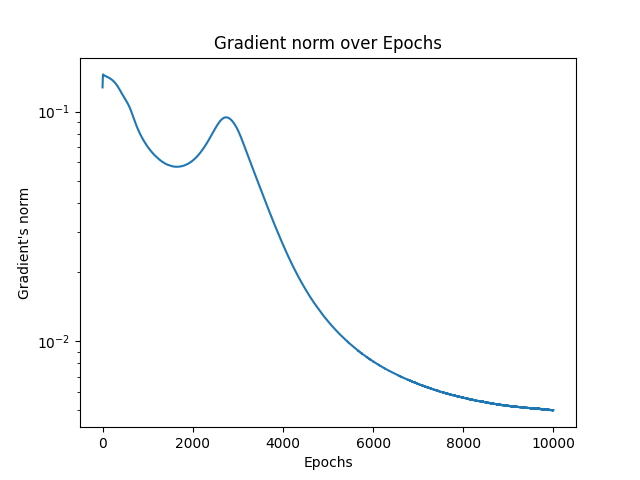 Gradient norm over Epochs
Gradient's norm
10⁻¹
10⁻²
0 2000 4000 6000 8000 10000
Epochs